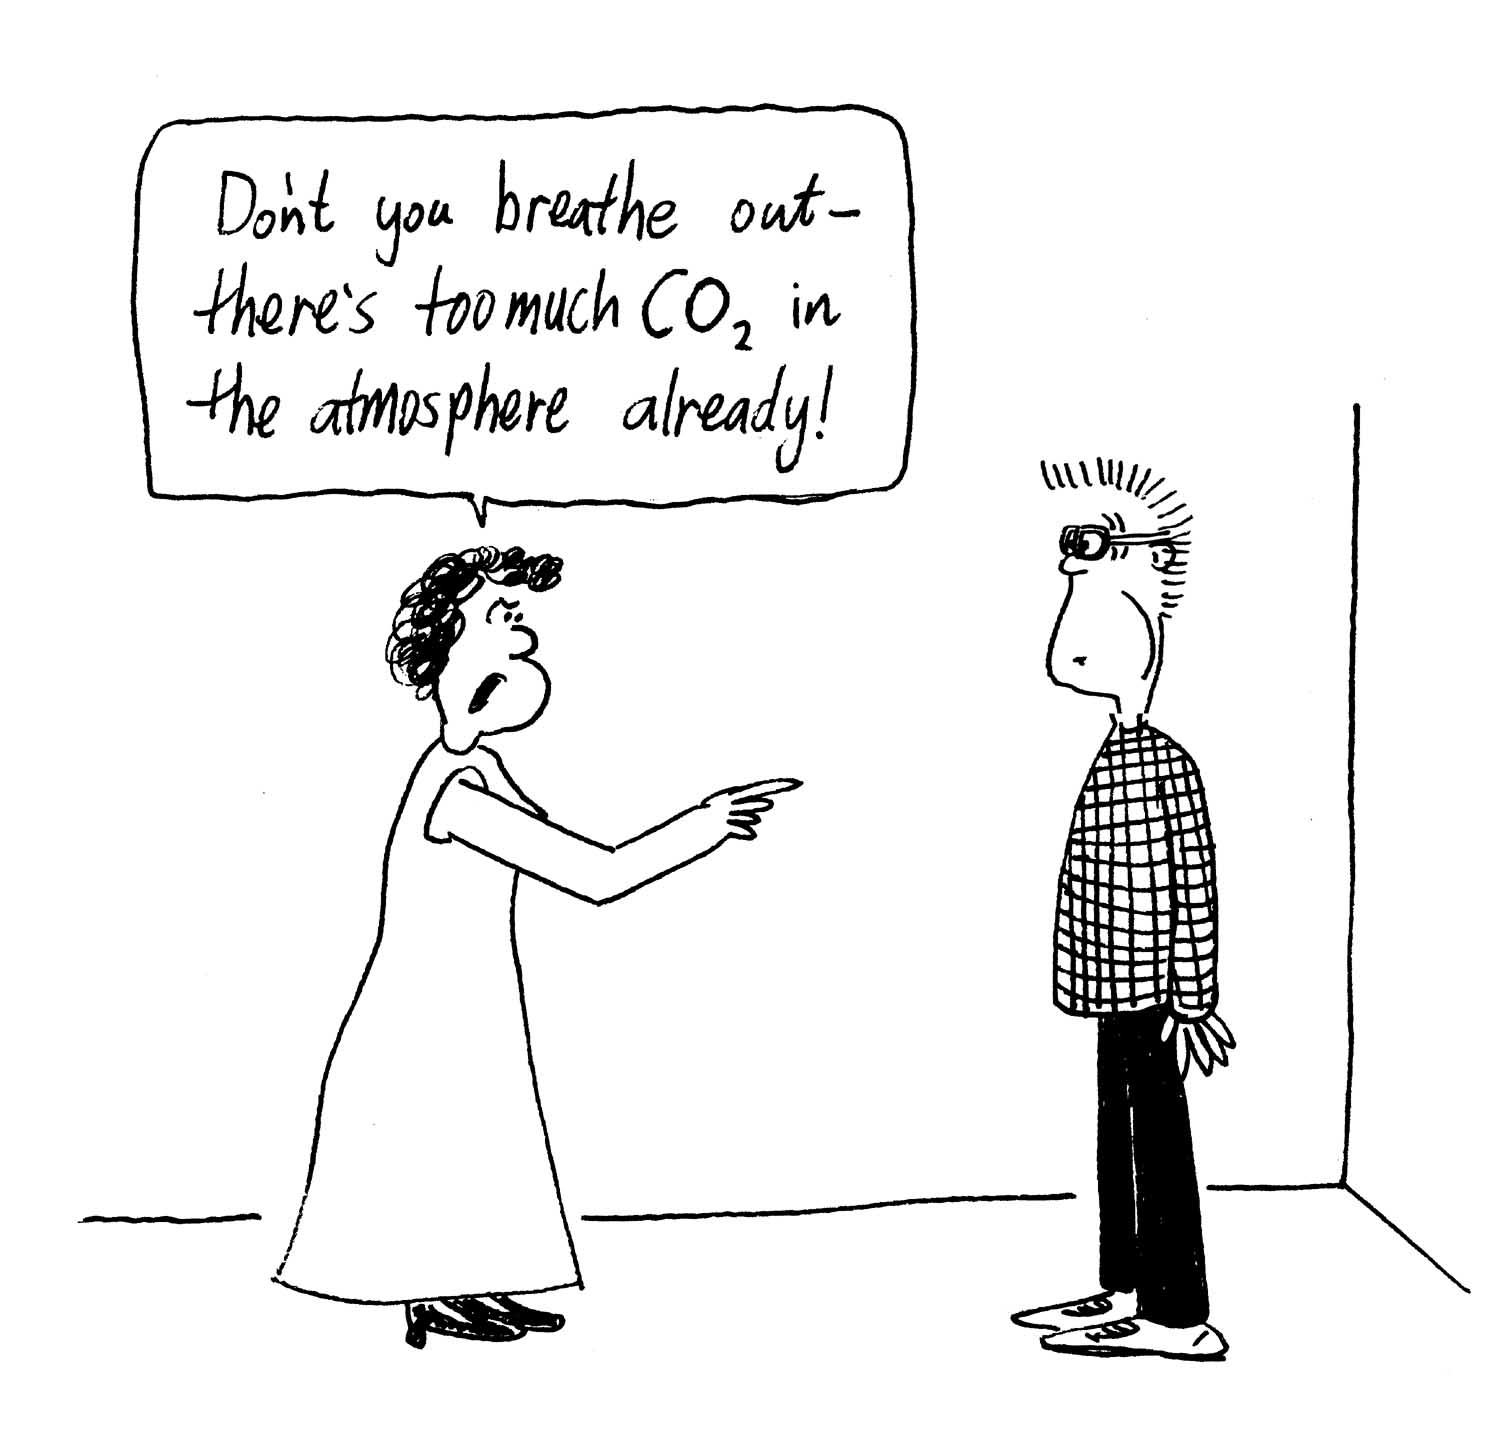 Don't you breathe out–
there's too much CO₂ in
the atmosphere already!